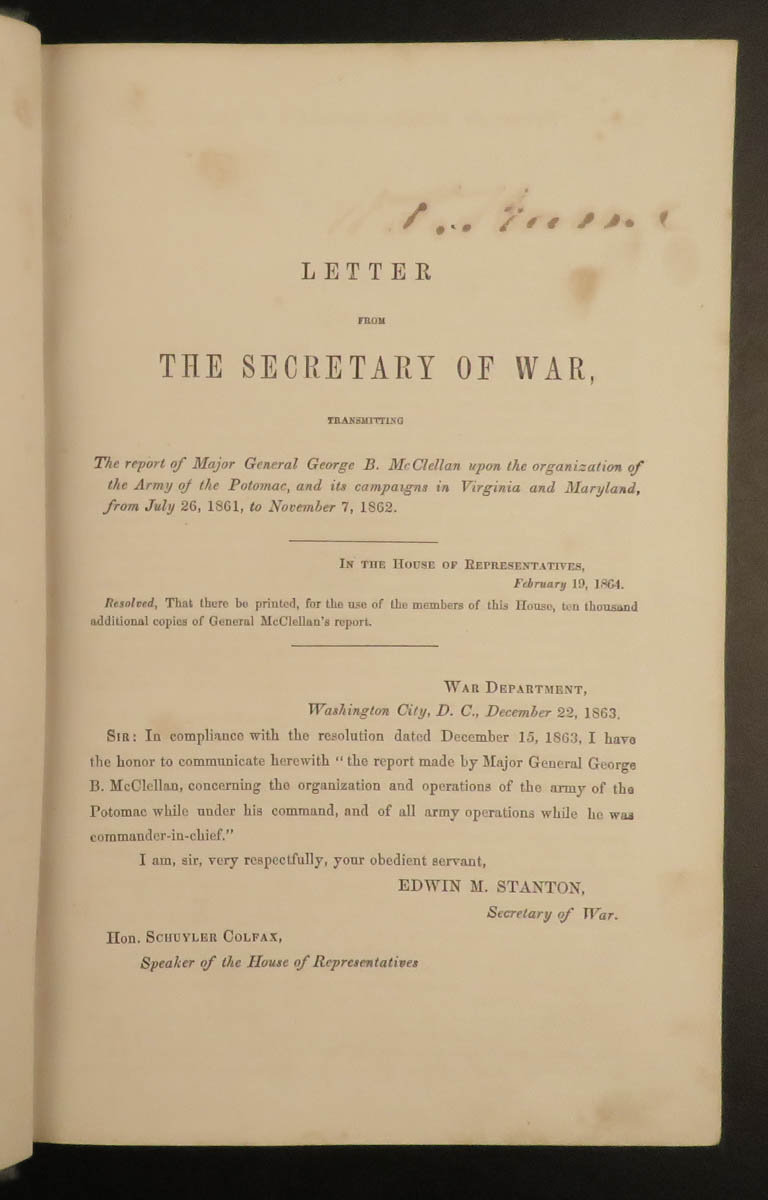 LETTER
FROM
THE SECRETARY OF WAR,
TRANSMITTING
The report of Major General George B. McClellan upon the organization of
the Army of the Potomac, and its campaigns in Virginia and Maryland,
from July 26, 1861, to November 7, 1862.
IN THE HOUSE OF REPRESENTATIVES,
February 19, 1864.
Resolved, That there be printed, for the use of the members of this House, ten thousand
additional copies of General McClellan's report.
WAR DEPARTMENT,
Washington City, D. C., December 22, 1863.
SIR: In compliance with the resolution dated December 15, 1863, I have
the honor to communicate herewith "the report made by Major General George
B. McClellan, concerning the organization and operations of the army of the
Potomac while under his command, and of all army operations while he was
commander-in-chief."
I am, sir, very respectfully, your obedient servant,
EDWIN M. STANTON,
Secretary of War.
Hon. SCHUYLER COLFAX,
Speaker of the House of Representatives